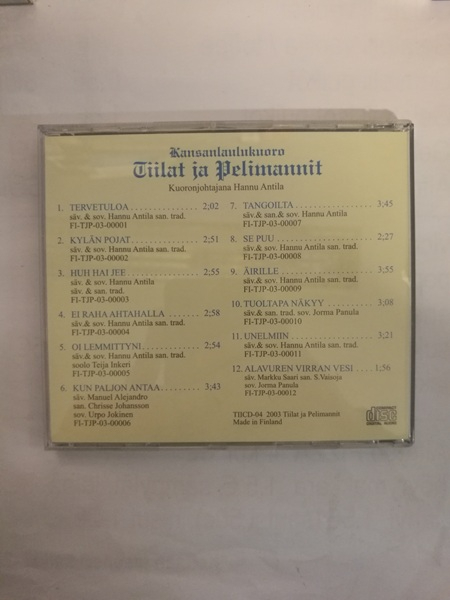 Kansanlaulukuoro
Tiilat ja Pelimannit
Kuoronjohtajana Hannu Antila
1. TERVETULOA 2;02
säv. & sov. Hannu Antila san. trad.
FI-TJP-03-00001
2. KYLÄN POJAT 2;51
säv.& sov. Hannu Antila san. trad.
FI-TJP-03-00002
3. HUH HAI JEE 2;55
säv. & sov. Hannu Antila
säv. & san. trad.
FI-TJP-03-00003
4. EI RAHA AHTAHALLA 2;58
säv.& sov. Hannu Antila san. trad.
FI-TJP-03-00004
5. OI LEMMITTYNI 2;54
säv.& sov. Hannu Antila san. trad.
soolo Teija Inkeri
FI-TJP-03-00005
6. KUN PALJON ANTAA 3;43
säv. Manuel Alejandro
san. Chrisse Johansson
sov. Urpo Jokinen
FI-TJP-03-00006
7. TANGOILTA 3;45
säv.& san.& sov. Hannu Antila
FI-TJP-03-00007
8. SE PUU 2;27
säv.& sov. Hannu Antila san. trad.
FI-TJP-03-00008
9. ÄIRILLE 3;55
säv.& sov. Hannu Antila san. trad.
FI-TJP-03-00009
10. TUOLTAPA NÄKYY 3;08
säv.& san. trad. sov. Jorma Panula
FI-TJP-03-00010
11. UNELMIIN 3;21
säv.& sov. Hannu Antila san. trad.
FI-TJP-03-00011
12. ALAVUREN VIRRAN VESI 1;56
säv. Markku Saari san. S.Vainoja
sov. Jorma Panula
FI-TJP-03-00012
TIICD-04 2003 Tiilat ja Pelimannit
Made in Finland